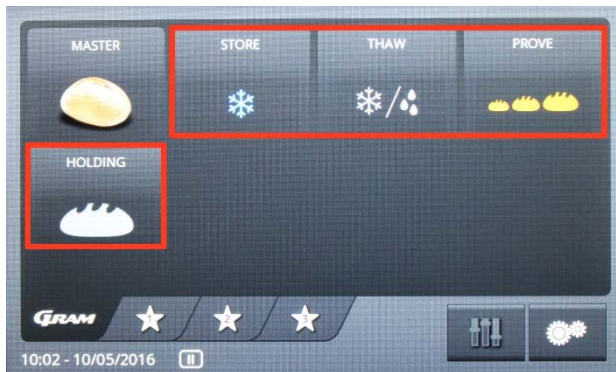 MASTER
STORE
THAW
PROVE
HOLDING
GRAM
1
2
3
10:02 - 10/05/2016